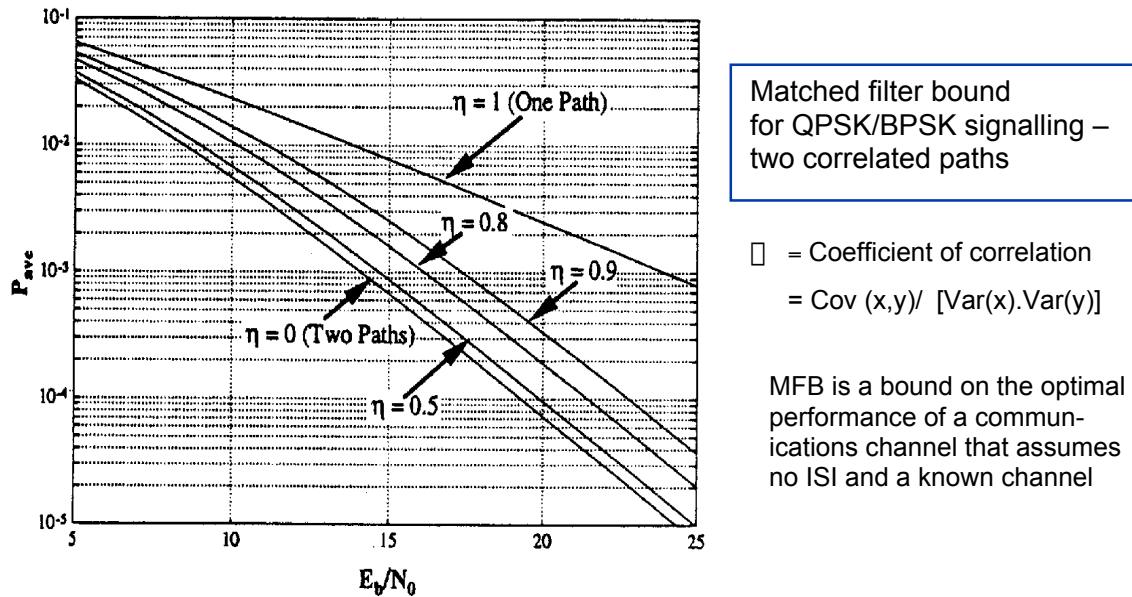 10-1
10-2
10-3
10-4
10-5
Pave
5
10
15
20
25
Eb/N0
η = 1 (One Path)
η = 0.8
η = 0.9
η = 0 (Two Paths)
η = 0.5
Matched filter bound
for QPSK/BPSK signalling –
two correlated paths
= Coefficient of correlation
= Cov (x,y)/ [Var(x).Var(y)]
MFB is a bound on the optimal
performance of a commun-
ications channel that assumes
no ISI and a known channel